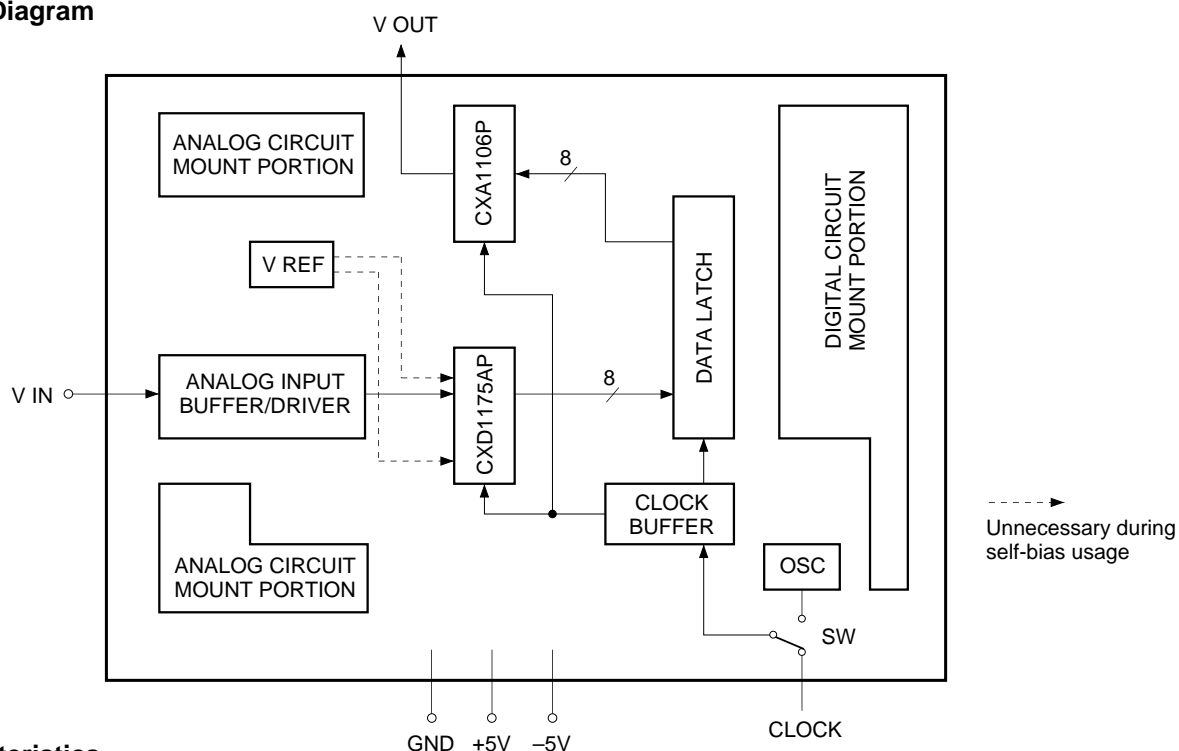 Diagram
V OUT
ANALOG CIRCUIT
MOUNT PORTION
CXA1106P
8
DIGITAL CIRCUIT
MOUNT PORTION
V REF
DATA LATCH
V IN
ANALOG INPUT
BUFFER/DRIVER
CXD1175AP
8
CLOCK
BUFFER
Unnecessary during
self-bias usage
ANALOG CIRCUIT
MOUNT PORTION
OSC
SW
GND +5V –5V
CLOCK